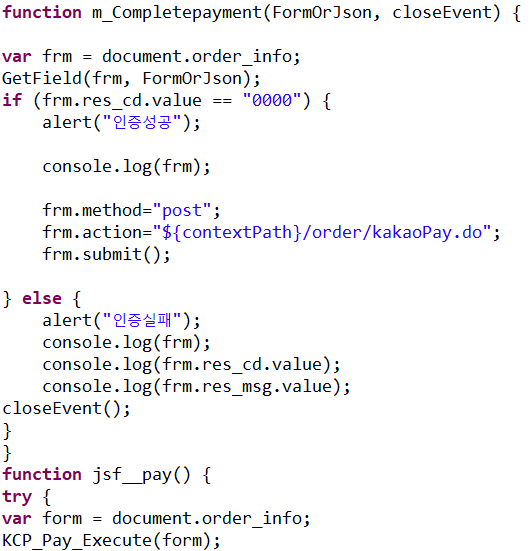 function m_Completepayment(FormOrJson, closeEvent) {
var frm = document.order_info;
GetField(frm, FormOrJson);
if (frm.res_cd.value == "0000") {
alert("인증성공");
console.log(frm);
frm.method="post";
frm.action="${contextPath}/order/kakaoPay.do";
frm.submit();
} else {
alert("인증실패");
console.log(frm);
console.log(frm.res_cd.value);
console.log(frm.res_msg.value);
closeEvent();
}
}
function jsf__pay() {
try {
var form = document.order_info;
KCP_Pay_Execute(form);